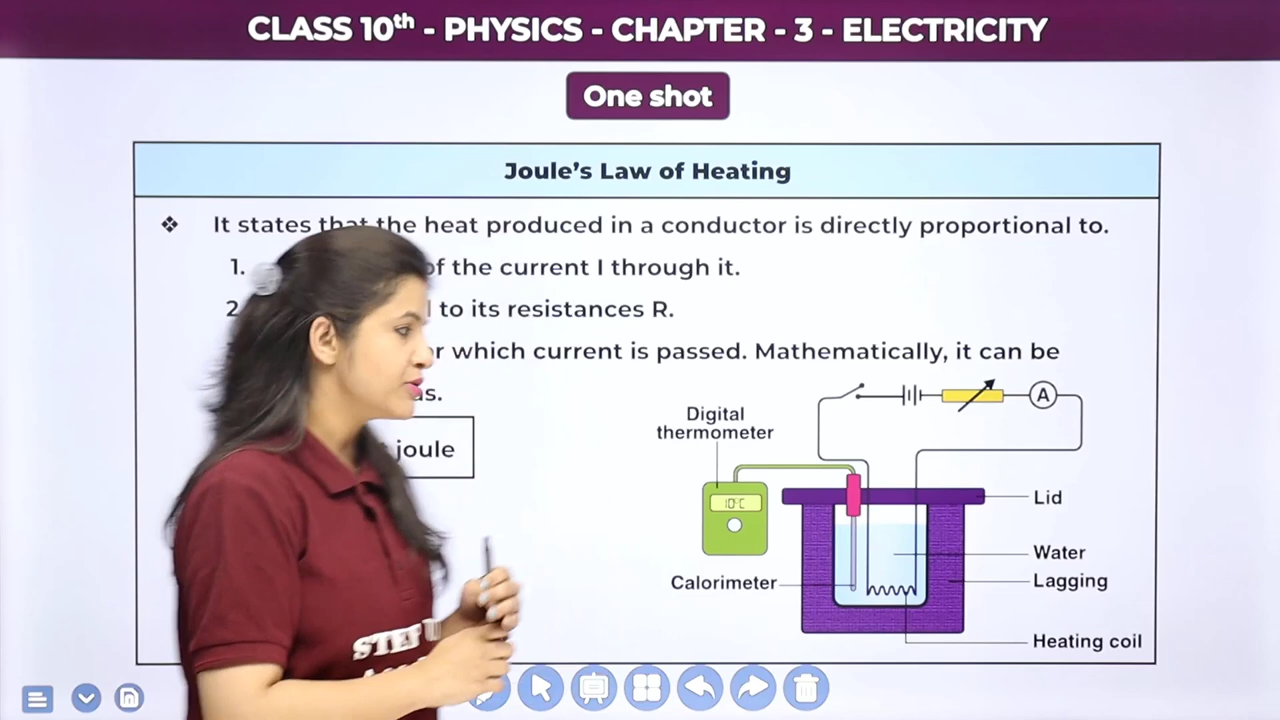 CLASS 10th - PHYSICS - CHAPTER - 3 - ELECTRICITY
One shot
Joule's Law of Heating
❖ It states that the heat produced in a conductor is directly proportional to.
1. of the current I through it.
2 to its resistances R.
which current is passed. Mathematically, it can be
as.
joule
Digital
thermometer
A
10°C
Lid
Water
Calorimeter
Lagging
Heating coil